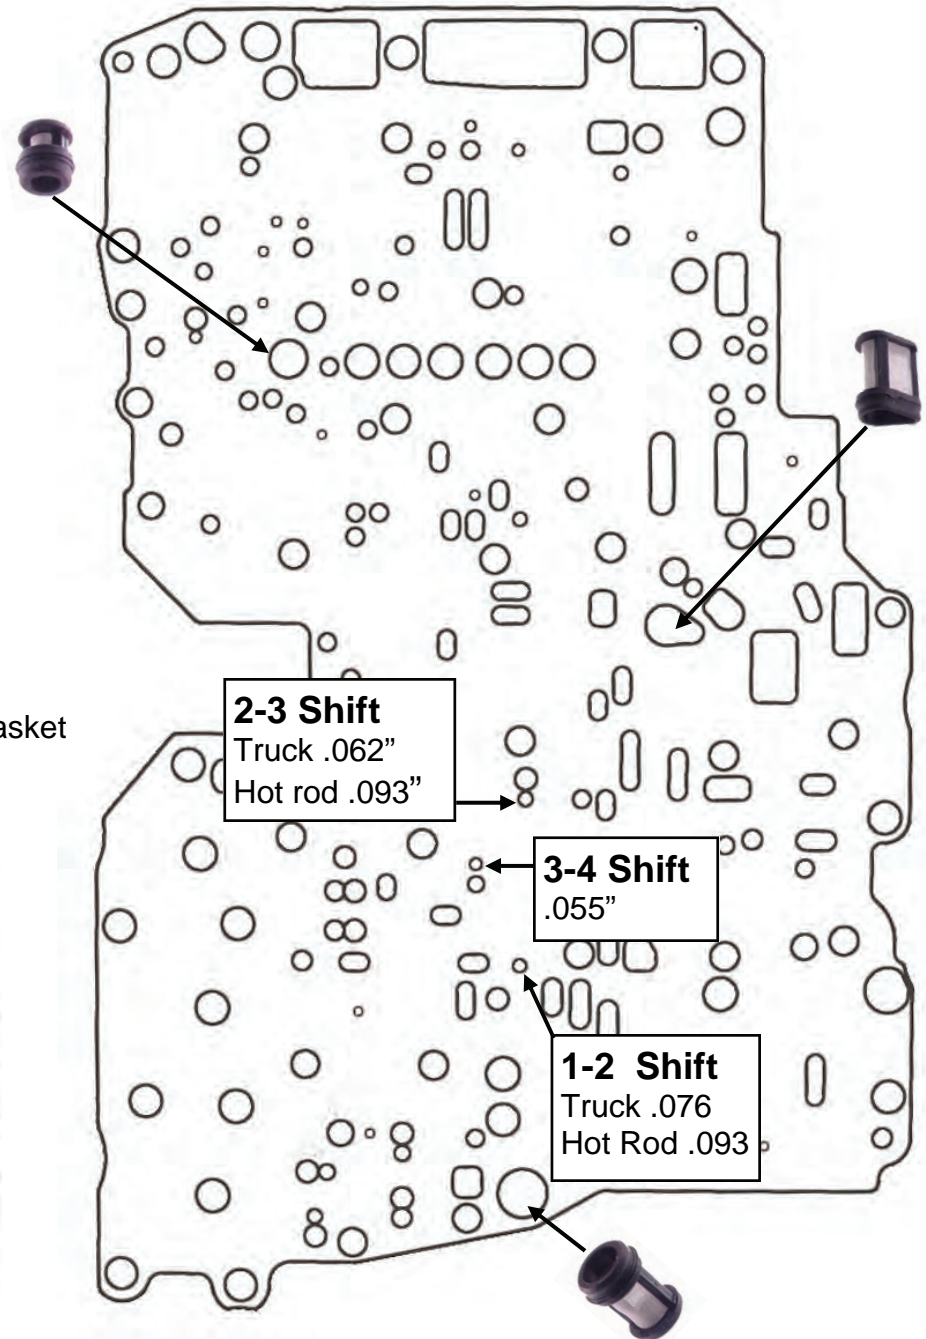 asket
2-3 Shift
Truck .062”
Hot rod .093”
3-4 Shift
.055”
1-2 Shift
Truck .076
Hot Rod .093